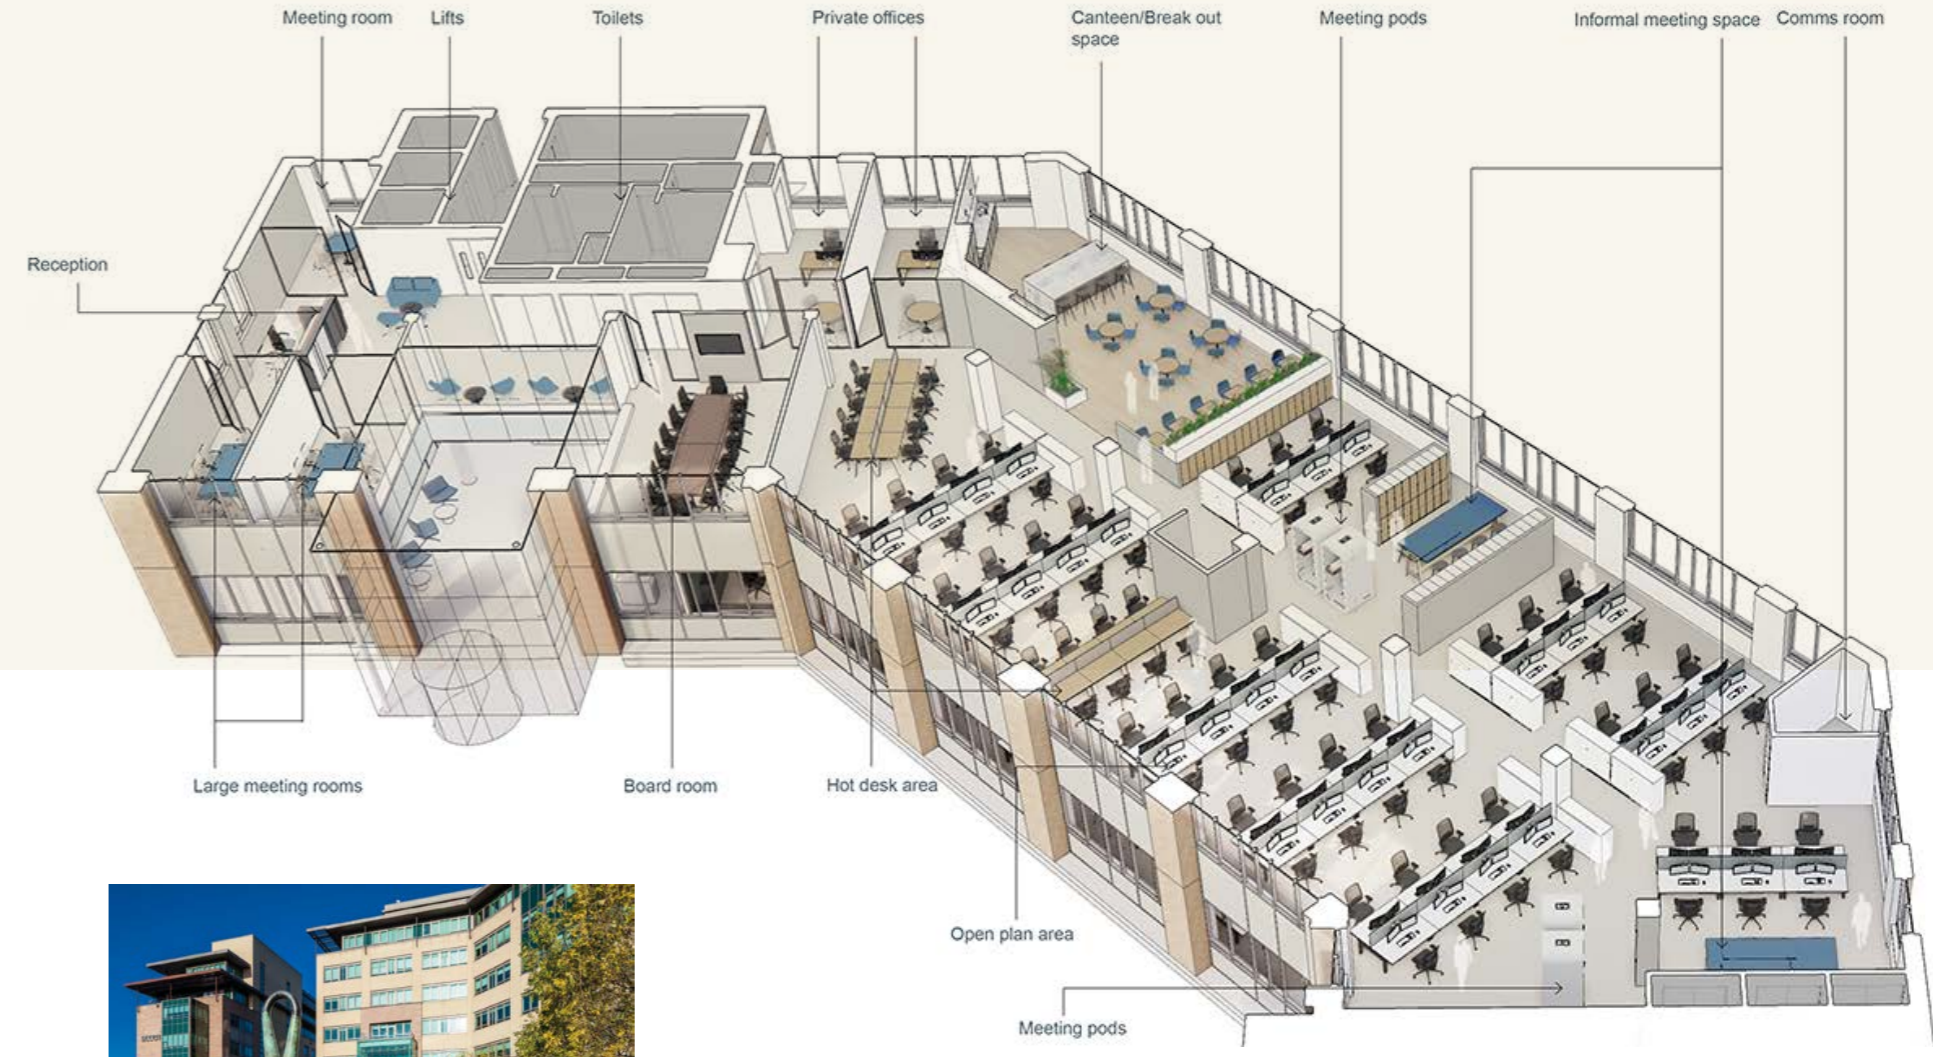 Meeting room
Lifts
Toilets
Private offices
Canteen/Break out
space
Meeting pods
Informal meeting space
Comms room
Reception
Large meeting rooms
Board room
Hot desk area
Open plan area
Meeting pods